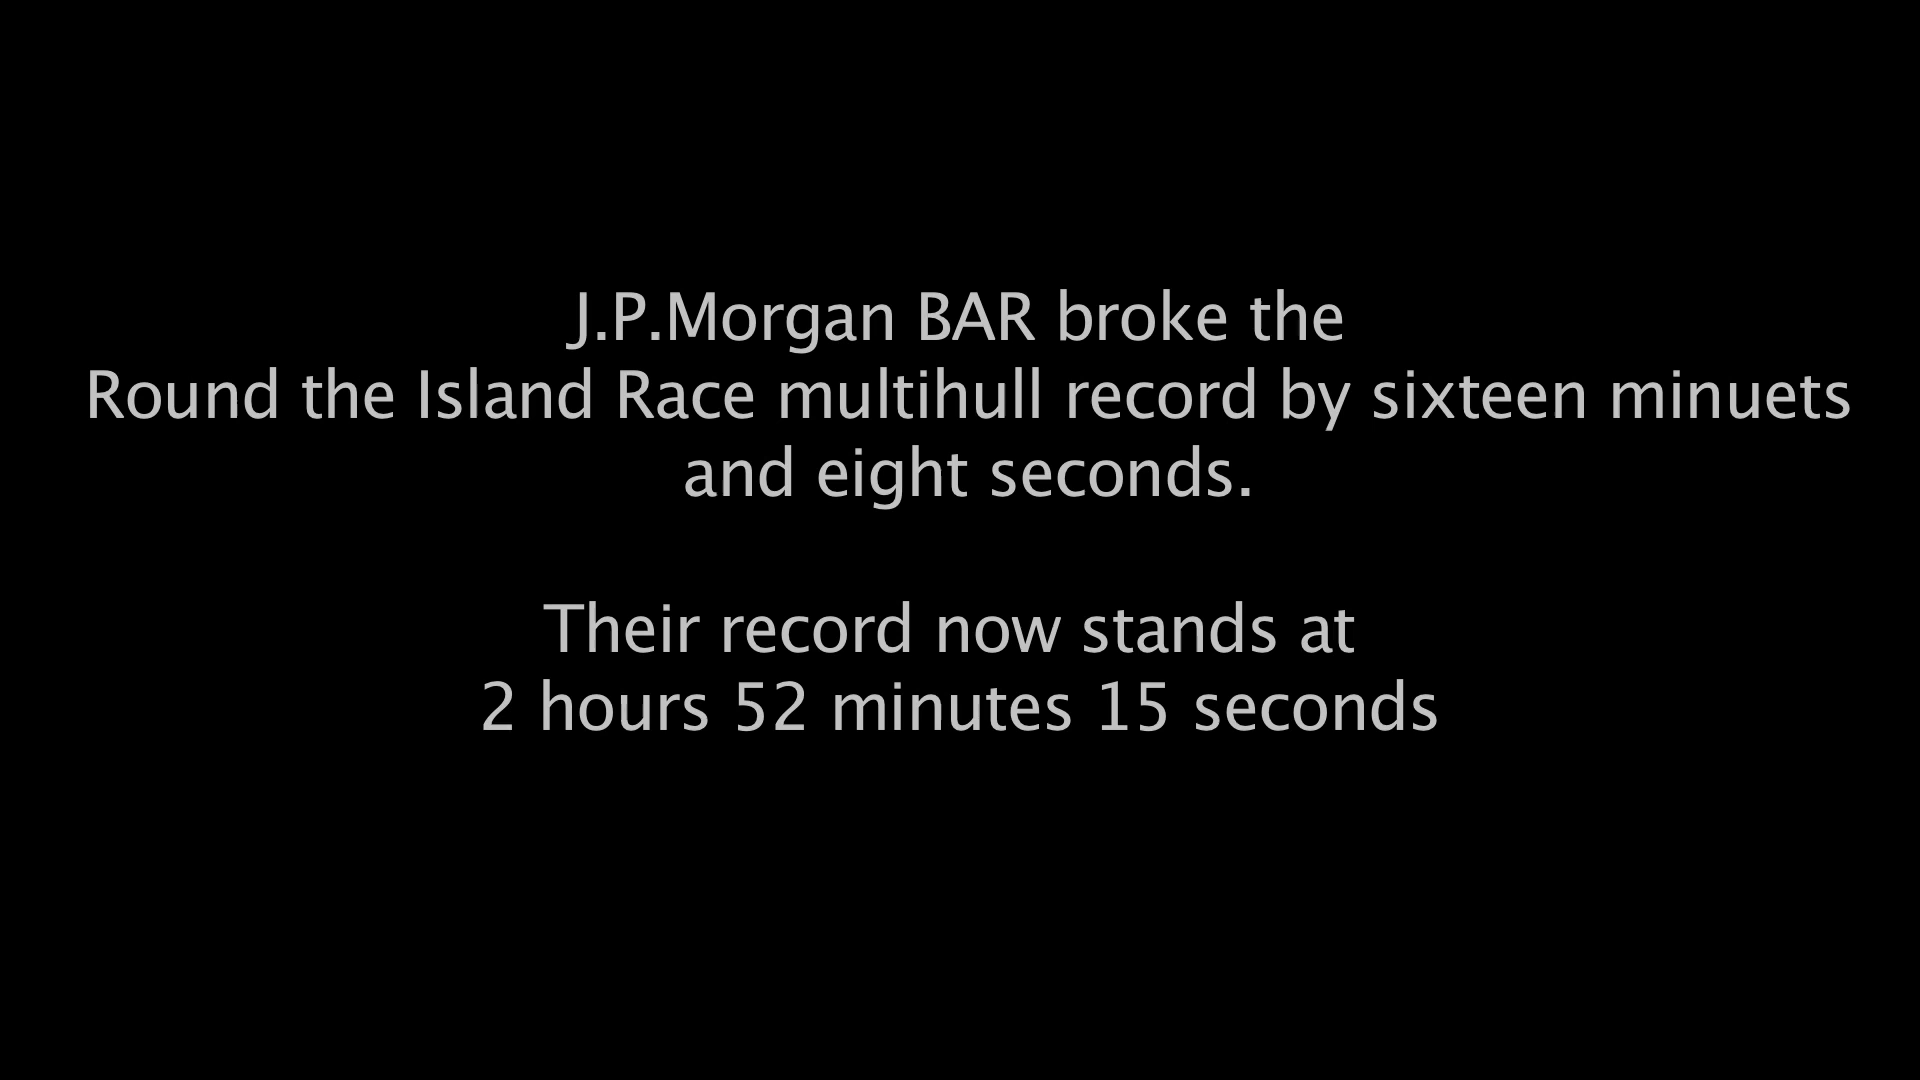 J.P.Morgan BAR broke the
Round the Island Race multihull record by sixteen minuets
and eight seconds.
Their record now stands at
2 hours 52 minutes 15 seconds